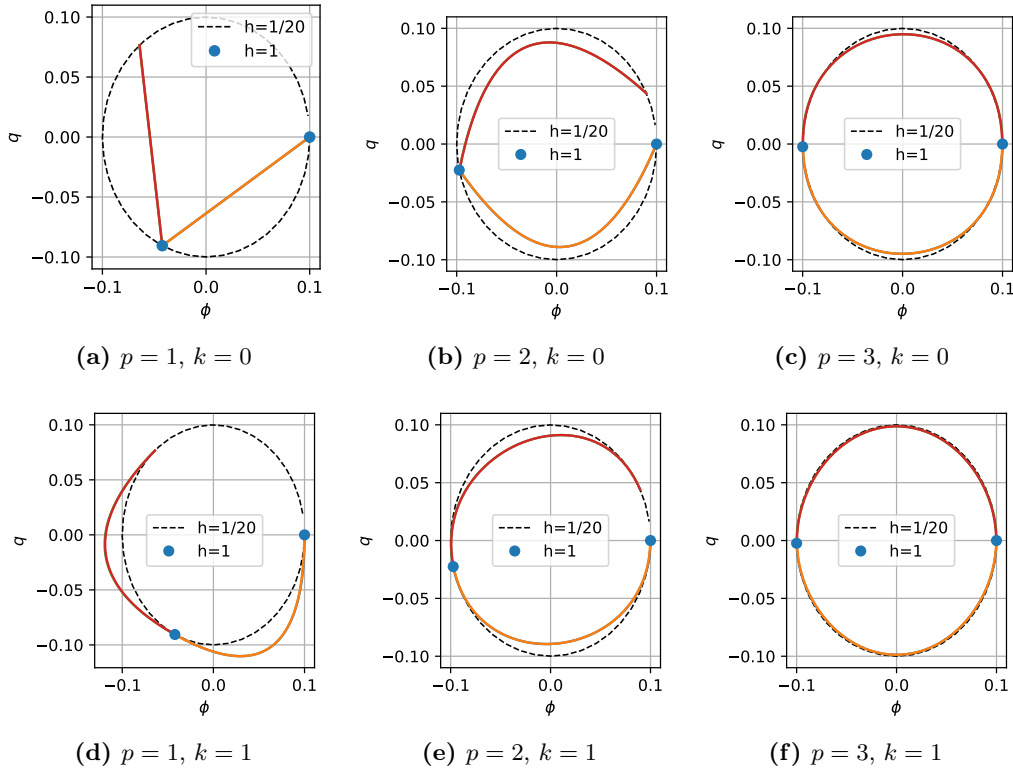 0.10
0.05
0.00
−0.05
−0.10
q
−0.1
0.0
0.1
ϕ
h=1/20
h=1
(a) p = 1, k = 0
0.10
0.05
0.00
−0.05
−0.10
q
−0.1
0.0
0.1
ϕ
h=1/20
h=1
(b) p = 2, k = 0
0.10
0.05
0.00
−0.05
−0.10
q
−0.1
0.0
0.1
ϕ
h=1/20
h=1
(c) p = 3, k = 0
0.10
0.05
0.00
−0.05
−0.10
q
−0.1
0.0
0.1
ϕ
h=1/20
h=1
(d) p = 1, k = 1
0.10
0.05
0.00
−0.05
−0.10
q
−0.1
0.0
0.1
ϕ
h=1/20
h=1
(e) p = 2, k = 1
0.10
0.05
0.00
−0.05
−0.10
q
−0.1
0.0
0.1
ϕ
h=1/20
h=1
(f) p = 3, k = 1